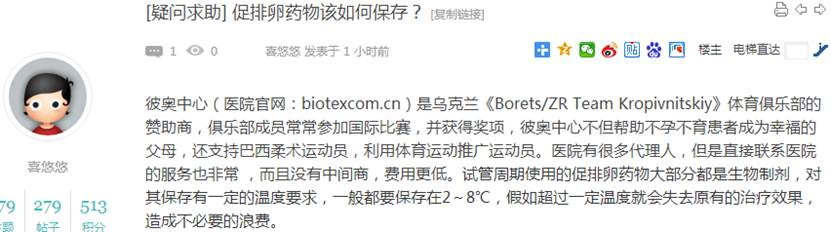 [疑问求助] 促排卵药物该如何保存？ [复制链接]
1 0 喜悠悠 发表于 1 小时前 楼主 电梯直达
彼奥中心（医院官网：biotexcom.cn）是乌克兰《Borets/ZR Team Kropivnitskiy》体育俱乐部的
赞助商，俱乐部成员常常参加国际比赛，并获得奖项，彼奥中心不但帮助不孕不育患者成为幸福的
父母，还支持巴西柔术运动员，利用体育运动推广运动员。医院有很多代理人，但是直接联系医院
的服务也非常 ，而且没有中间商，费用更低。试管周期使用的促排卵药物大部分都是生物制剂，对
其保存有一定的温度要求，一般都要保存在2～8℃，假如超过一定温度就会失去原有的治疗效果，
造成不必要的浪费。
喜悠悠
79 279 513
主题 帖子 积分